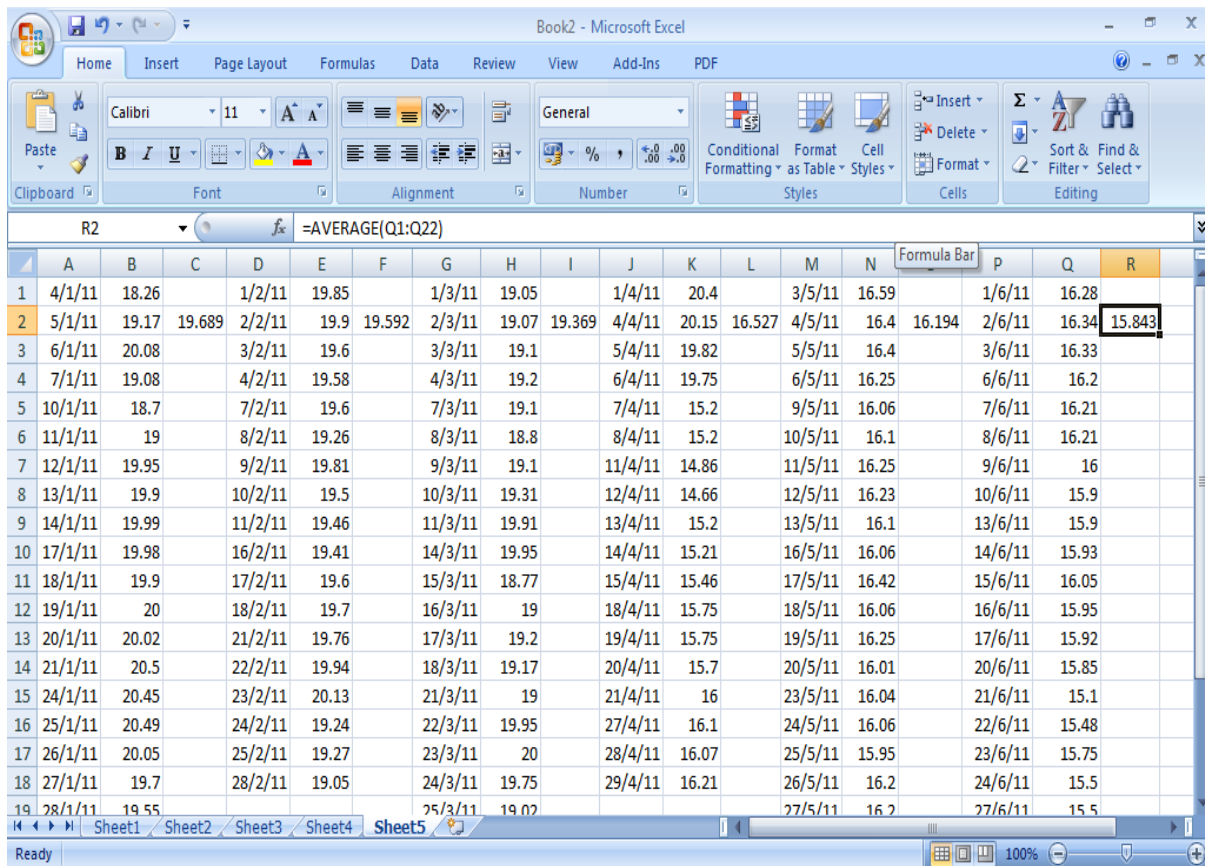 Book2 - Microsoft Excel
Home Insert Page Layout Formulas Data Review View Add-Ins PDF
Calibri 11 A A General Insert Σ
Paste B I U A % , .0 .00 .00 .0 Conditional Formatting Format as Table Cell Styles Delete Format Sort & Filter Find & Select
Clipboard Font Alignment Number Styles Cells Editing
R2 fx =AVERAGE(Q1:Q22)
Formula Bar
A B C D E F G H I J K L M N P Q R
1 4/1/11 18.26 1/2/11 19.85 1/3/11 19.05 1/4/11 20.4 3/5/11 16.59 1/6/11 16.28
2 5/1/11 19.17 19.689 2/2/11 19.9 19.592 2/3/11 19.07 19.369 4/4/11 20.15 16.527 4/5/11 16.4 16.194 2/6/11 16.34 15.843
3 6/1/11 20.08 3/2/11 19.6 3/3/11 19.1 5/4/11 19.82 5/5/11 16.4 3/6/11 16.33
4 7/1/11 19.08 4/2/11 19.58 4/3/11 19.2 6/4/11 19.75 6/5/11 16.25 6/6/11 16.2
5 10/1/11 18.7 7/2/11 19.6 7/3/11 19.1 7/4/11 15.2 9/5/11 16.06 7/6/11 16.21
6 11/1/11 19 8/2/11 19.26 8/3/11 18.8 8/4/11 15.2 10/5/11 16.1 8/6/11 16.21
7 12/1/11 19.95 9/2/11 19.81 9/3/11 19.1 11/4/11 14.86 11/5/11 16.25 9/6/11 16
8 13/1/11 19.9 10/2/11 19.5 10/3/11 19.31 12/4/11 14.66 12/5/11 16.23 10/6/11 15.9
9 14/1/11 19.99 11/2/11 19.46 11/3/11 19.91 13/4/11 15.2 13/5/11 16.1 13/6/11 15.9
10 17/1/11 19.98 16/2/11 19.41 14/3/11 19.95 14/4/11 15.21 16/5/11 16.06 14/6/11 15.93
11 18/1/11 19.9 17/2/11 19.6 15/3/11 18.77 15/4/11 15.46 17/5/11 16.42 15/6/11 16.05
12 19/1/11 20 18/2/11 19.7 16/3/11 19 18/4/11 15.75 18/5/11 16.06 16/6/11 15.95
13 20/1/11 20.02 21/2/11 19.76 17/3/11 19.2 19/4/11 15.75 19/5/11 16.25 17/6/11 15.92
14 21/1/11 20.5 22/2/11 19.94 18/3/11 19.17 20/4/11 15.7 20/5/11 16.01 20/6/11 15.85
15 24/1/11 20.45 23/2/11 20.13 21/3/11 19 21/4/11 16 23/5/11 16.04 21/6/11 15.1
16 25/1/11 20.49 24/2/11 19.24 22/3/11 19.95 27/4/11 16.1 24/5/11 16.06 22/6/11 15.48
17 26/1/11 20.05 25/2/11 19.27 23/3/11 20 28/4/11 16.07 25/5/11 15.95 23/6/11 15.75
18 27/1/11 19.7 28/2/11 19.05 24/3/11 19.75 29/4/11 16.21 26/5/11 16.2 24/6/11 15.5
19 28/1/11 19.55 25/3/11 19.02 27/5/11 16.2 27/6/11 15.5
Sheet1 Sheet2 Sheet3 Sheet4 Sheet5
Ready 100%